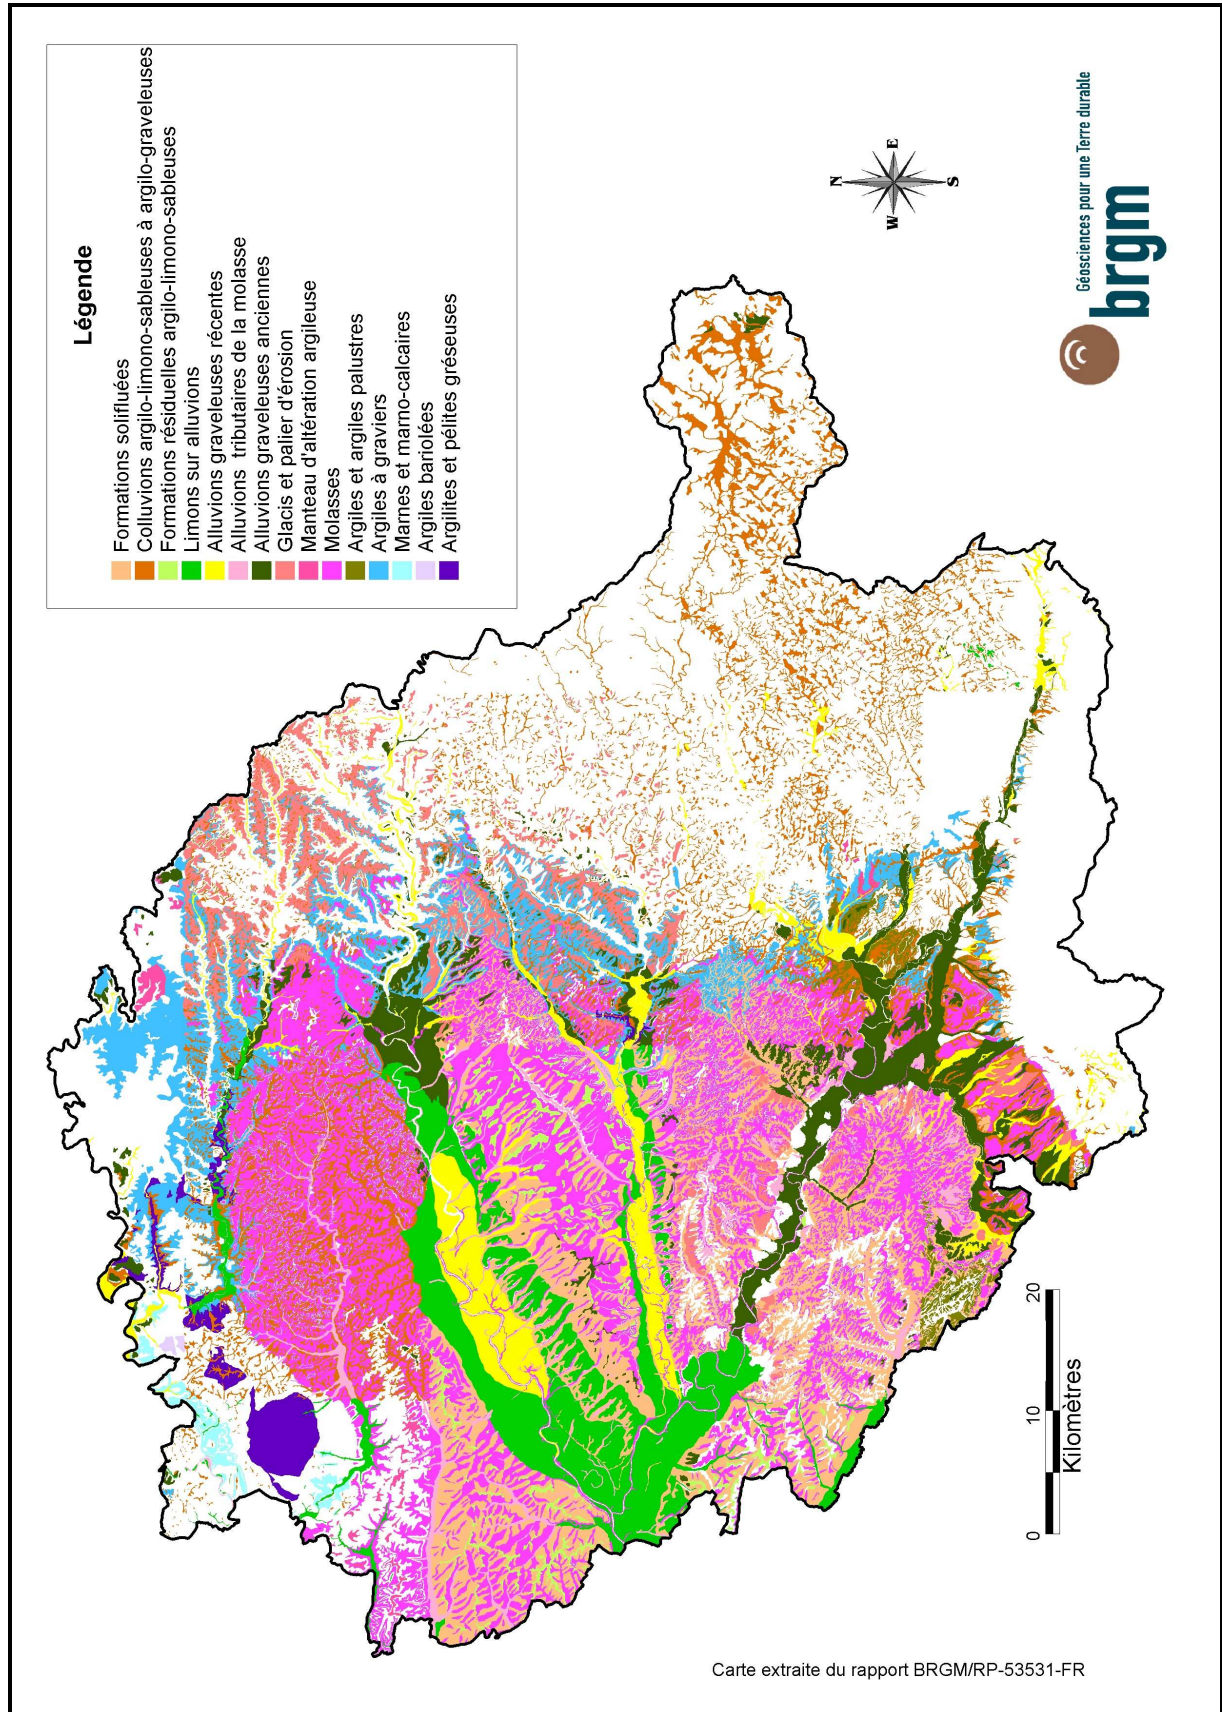 Légende
Formations soliflluées
Colluvions argilo-limono-sableuses à argilo-graveleuses
Formations résiduelles argilo-limono-sableuses
Limons sur alluvions
Alluvions graveleuses récentes
Alluvions tributaires de la molasse
Alluvions graveleuses anciennes
Glacis et palier d'érosion
Manteau d'altération argileuse
Molasses
Argiles et argiles palustres
Argiles à graviers
Marnes et marno-calcaires
Argiles bariolées
Argilites et pélites gréseuses
N
W
E
S
Géosciences pour une Terre durable
brgm
0
10
20
Kilomètres
Carte extraite du rapport BRGM/RP-53531-FR